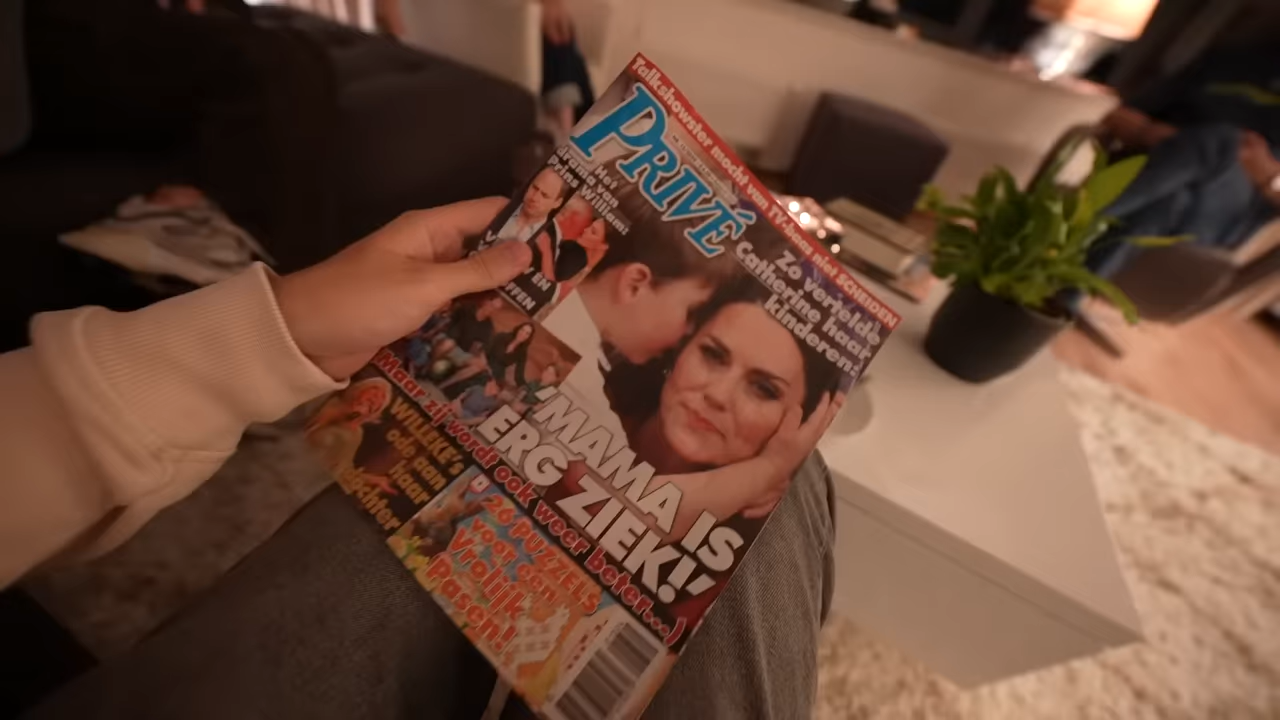 Talkshowster mocht van TV-baas niet SCHEIDEN
PRIVÉ
Het
drama van
Prins William!
Zo vertelde
Catherine haar
kinderen:
'MAMA IS
ERG ZIEK!'
Maar zij wordt ook weer beter...)
WILLEKE's
ode aan
haar
dochter
26 PUZZELS
voor een
vrolijk
Pasen!